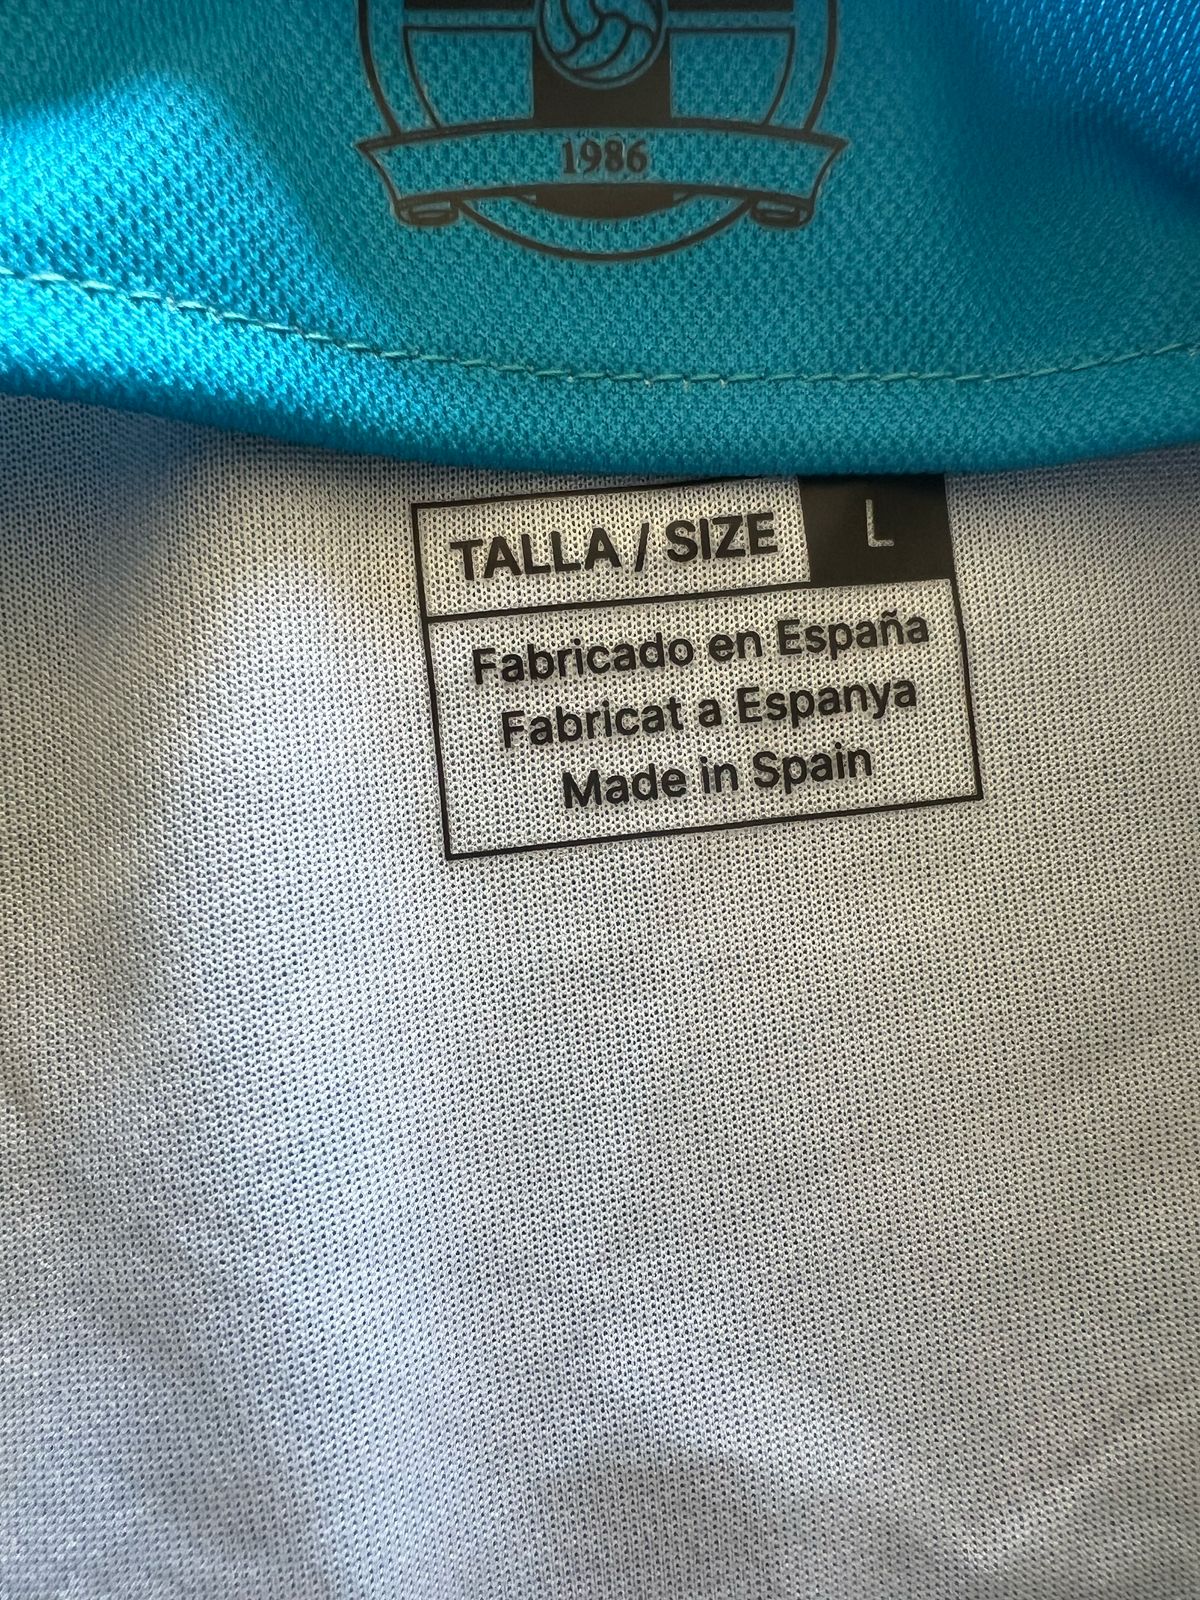 1986
TALLA / SIZE L
Fabricado en España
Fabricat a Espanya
Made in Spain